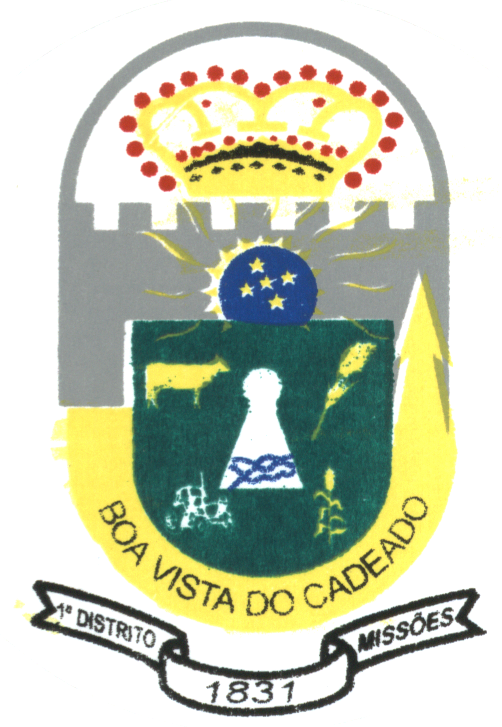 BOA VISTA DO CADEADO
1º DISTRITO
1831
MISSÕES